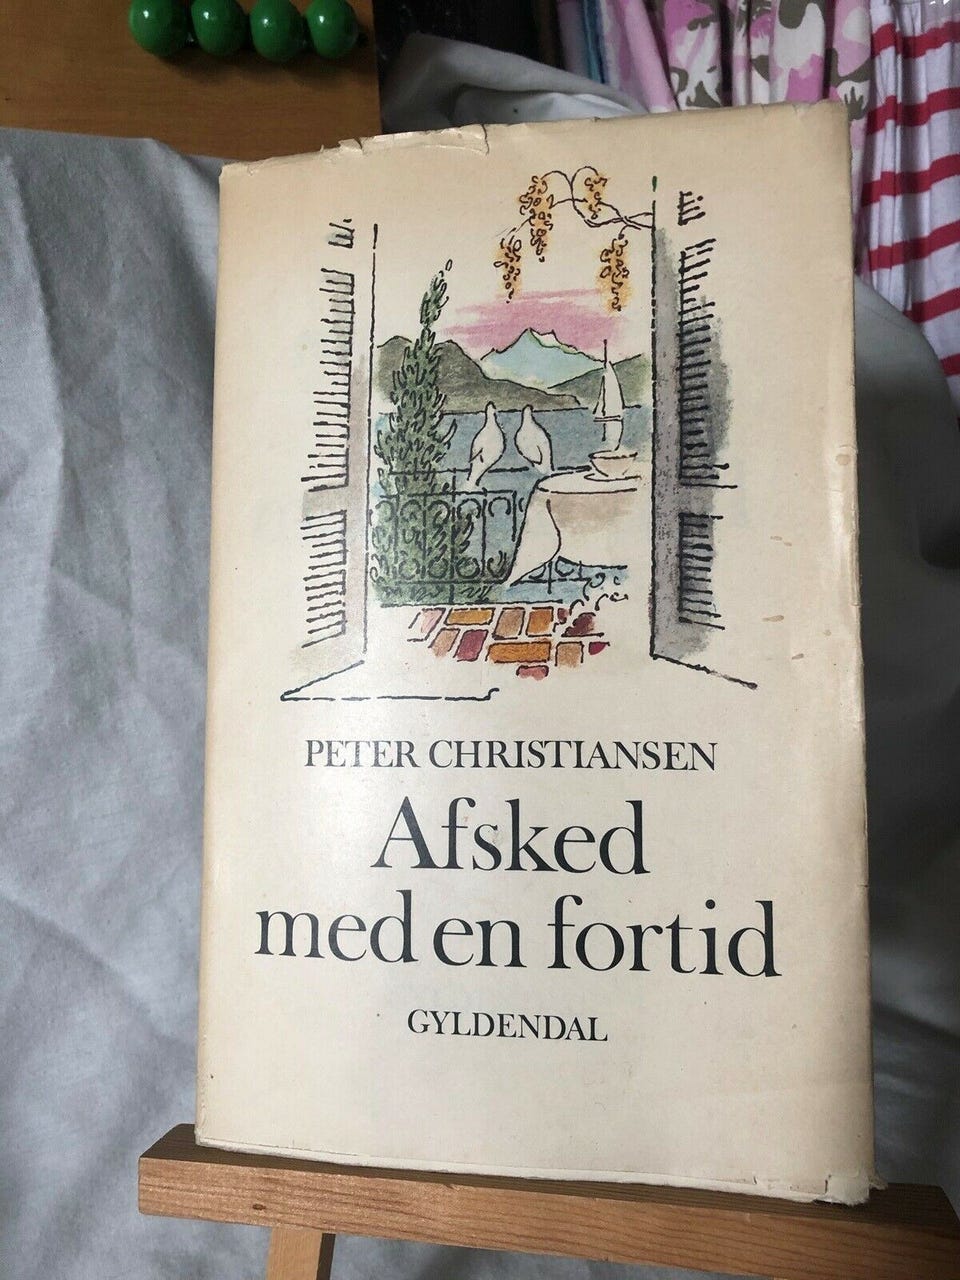 PETER CHRISTIANSEN
Afsked
med en fortid
GYLDENDAL